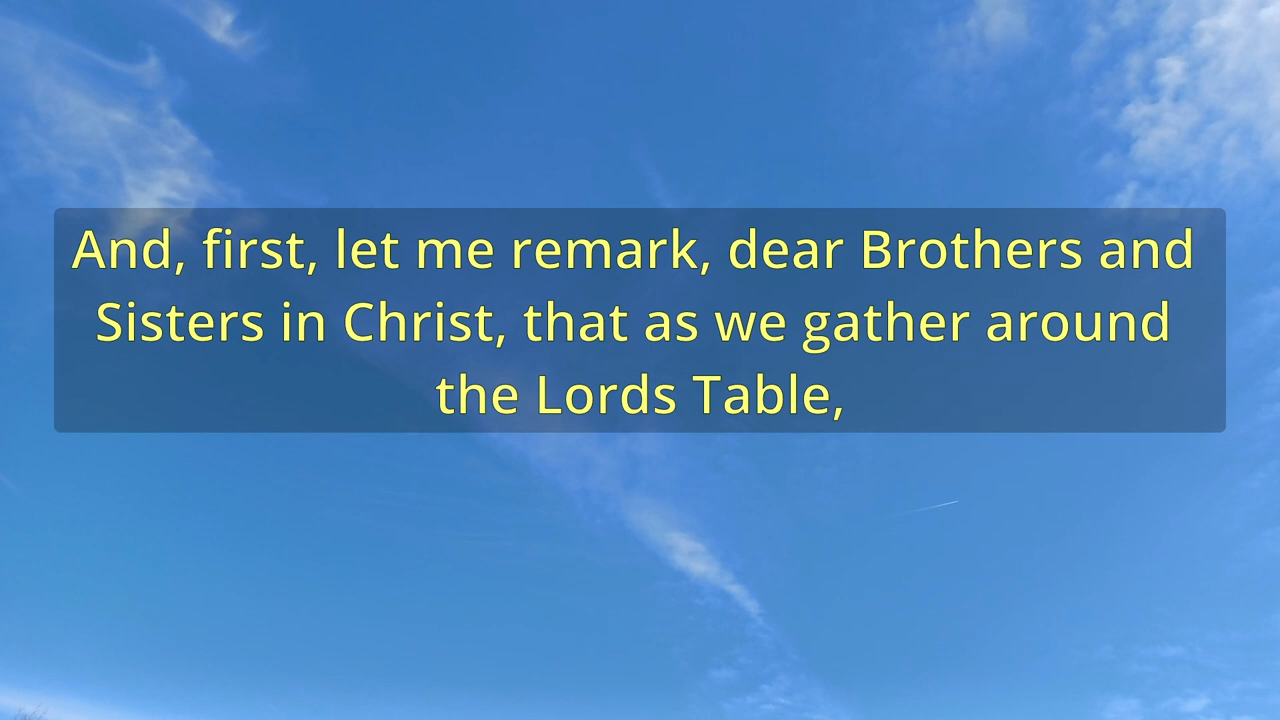 And, first, let me remark, dear Brothers and
Sisters in Christ, that as we gather around
the Lords Table,